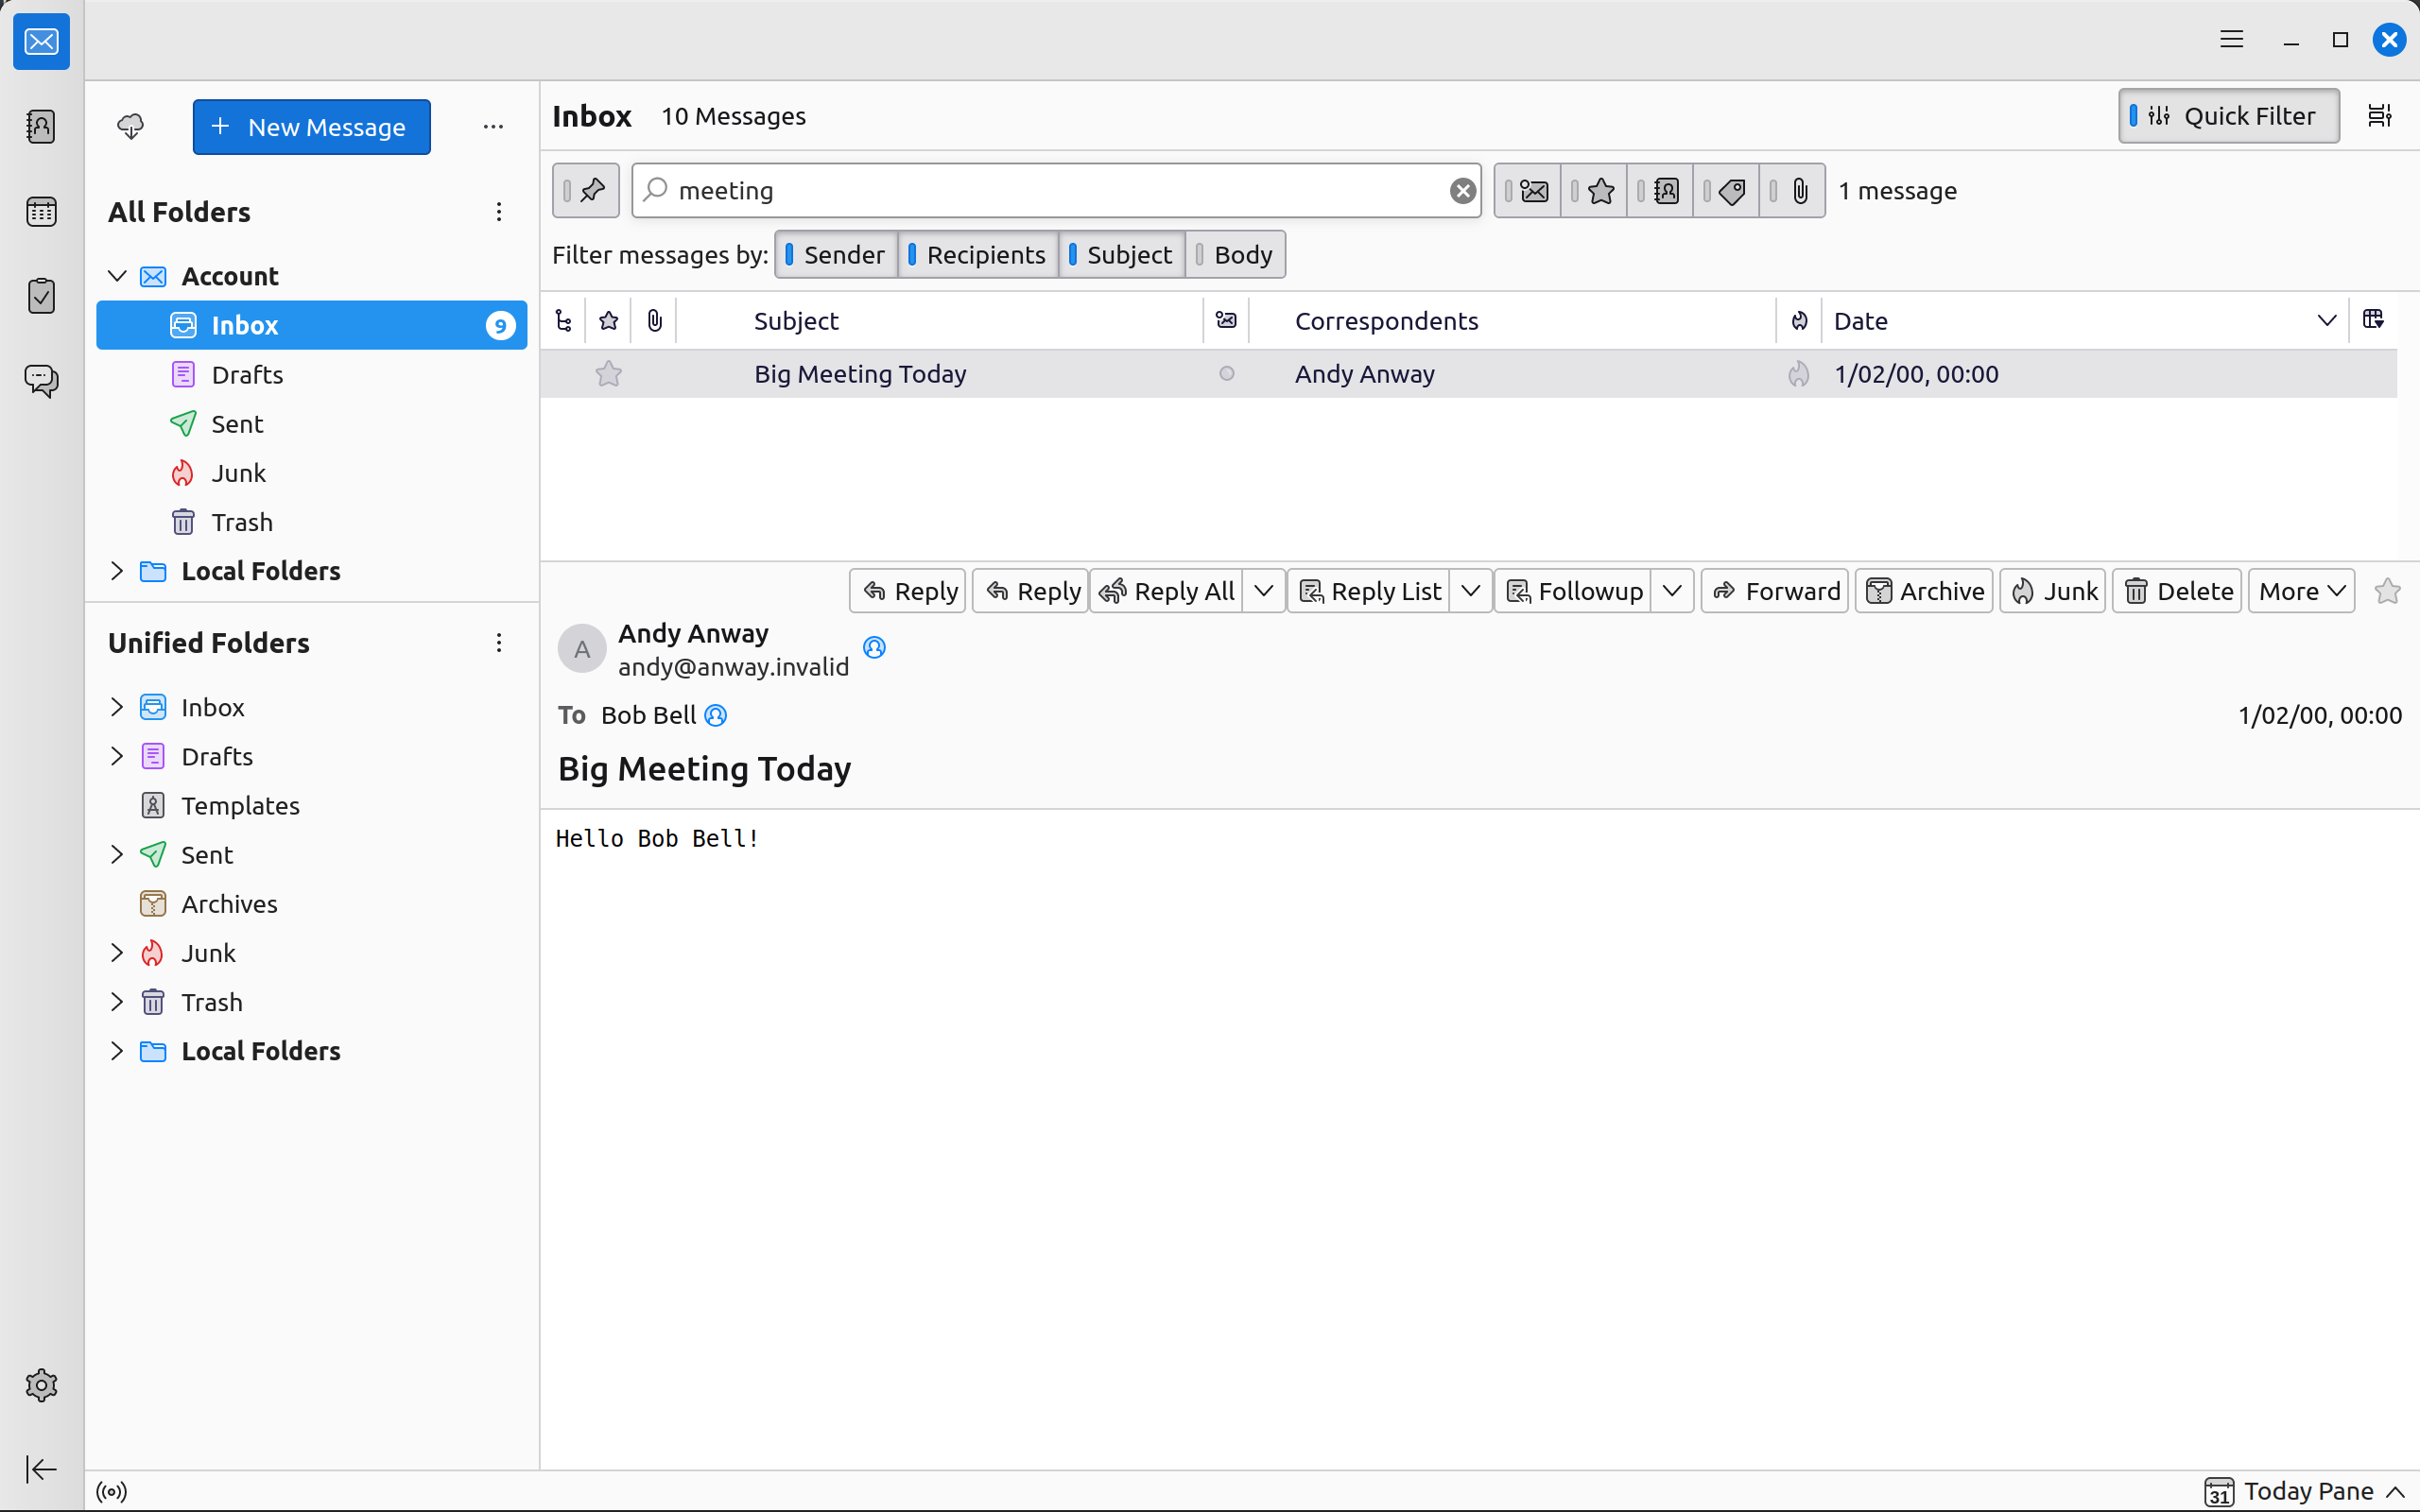 New Message
All Folders
Account
Inbox 9
Drafts
Sent
Junk
Trash
Local Folders
Unified Folders
Inbox
Drafts
Templates
Sent
Archives
Junk
Trash
Local Folders
Inbox 10 Messages Quick Filter
meeting 1 message
Filter messages by: Sender Recipients Subject Body
Subject Correspondents Date
Big Meeting Today Andy Anway 1/02/00, 00:00
Reply Reply Reply All Reply List Followup Forward Archive Junk Delete More
A Andy Anway
andy@anway.invalid
To Bob Bell 1/02/00, 00:00
Big Meeting Today
Hello Bob Bell!
31 Today Pane